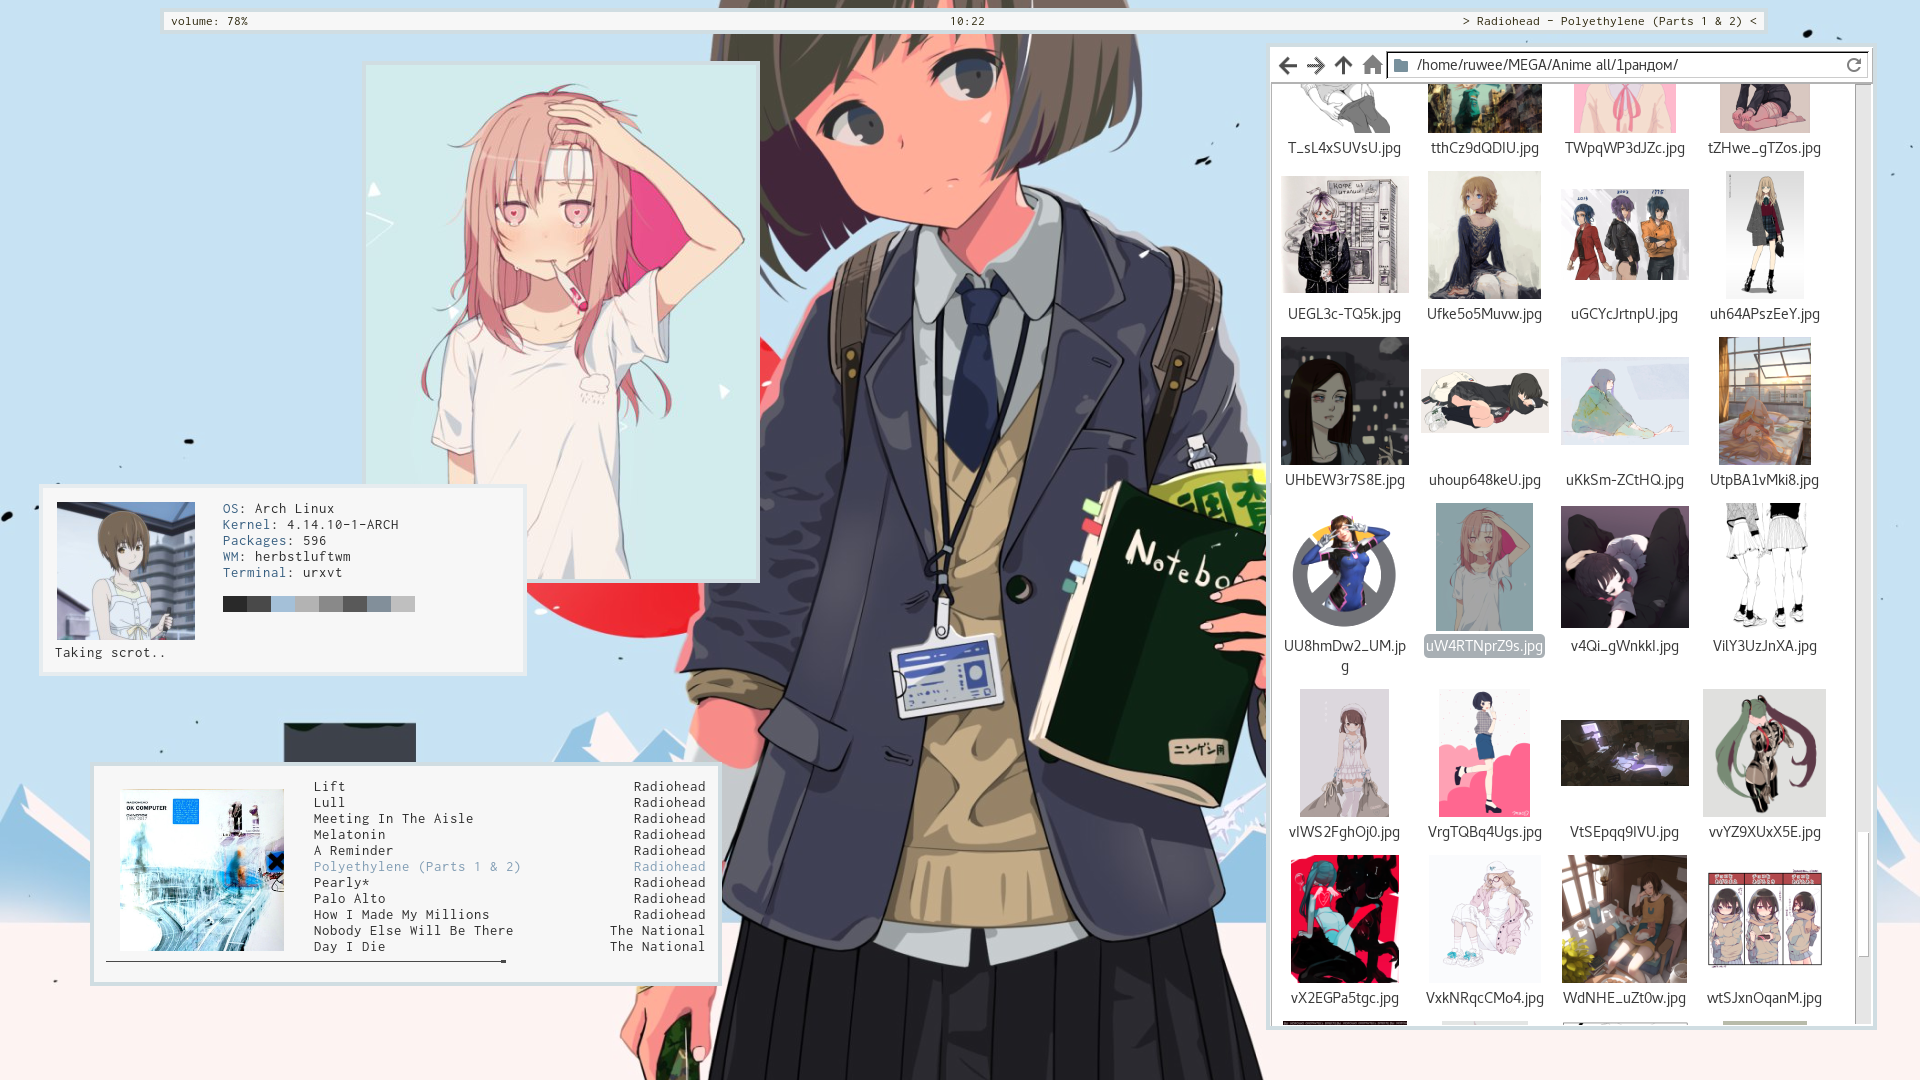 volume: 78%
10:22
> Radiohead - Polyethylene (Parts 1 & 2) <
/home/ruwee/MEGA/Anime all/1рандом/
T_sL4xSUVsU.jpg
tthCz9dQDIU.jpg
TWpqWP3dJZc.jpg
tZHwe_gTZos.jpg
UEGL3c-TQ5k.jpg
Ufke5o5Muvw.jpg
uGCYcJrtnpU.jpg
uh64APszEeY.jpg
UHbEW3r7S8E.jpg
uhoup648keU.jpg
uKkSm-ZCtHQ.jpg
UtpBA1vMki8.jpg
UU8hmDw2_UM.jp
g
uW4RTNprZ9s.jpg
v4Qi_gWnkkI.jpg
VilY3UzJnXA.jpg
vIWS2FghOj0.jpg
VrgTQBq4Ugs.jpg
VtSEpqq9IVU.jpg
vvYZ9XUxX5E.jpg
vX2EGPa5tgc.jpg
VxkNRqcCMo4.jpg
WdNHE_uZt0w.jpg
wtSJxnOqanM.jpg
OS: Arch Linux
Kernel: 4.14.10-1-ARCH
Packages: 596
WM: herbstluftwm
Terminal: urxvt
Taking scrot..
OK COMPUTER
Lift Radiohead
Lull Radiohead
Meeting In The Aisle Radiohead
Melatonin Radiohead
A Reminder Radiohead
Polyethylene (Parts 1 & 2) Radiohead
Pearly* Radiohead
Palo Alto Radiohead
How I Made My Millions Radiohead
Nobody Else Will Be There The National
Day I Die The National
調査
Notebo
ニンゲン用